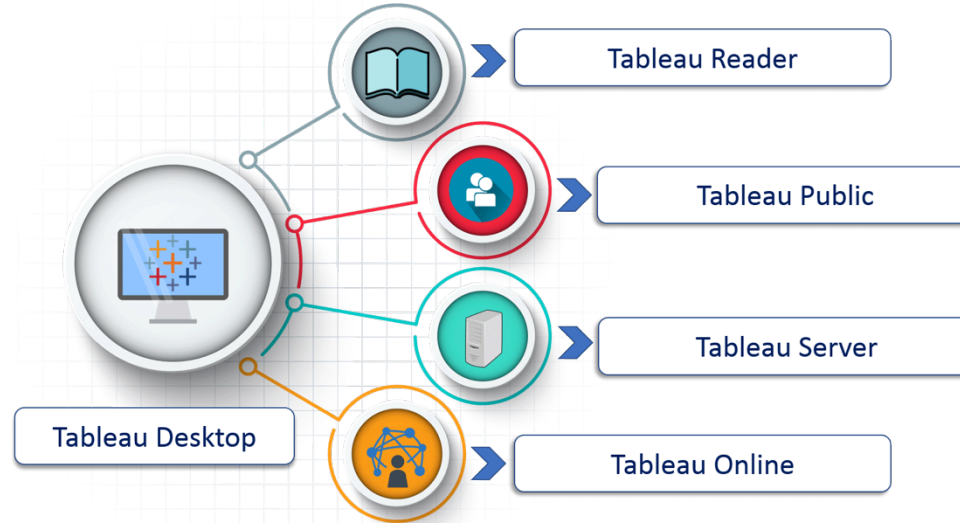 Tableau Reader
Tableau Public
Tableau Server
Tableau Desktop
Tableau Online